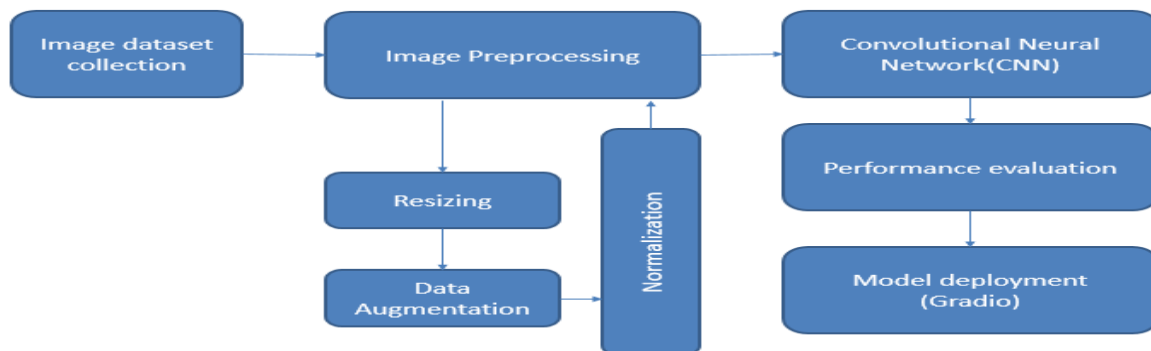 Image dataset
collection
Image Preprocessing
Convolutional Neural
Network(CNN)
Resizing
Data
Augmentation
Normalization
Performance evaluation
Model deployment
(Gradio)